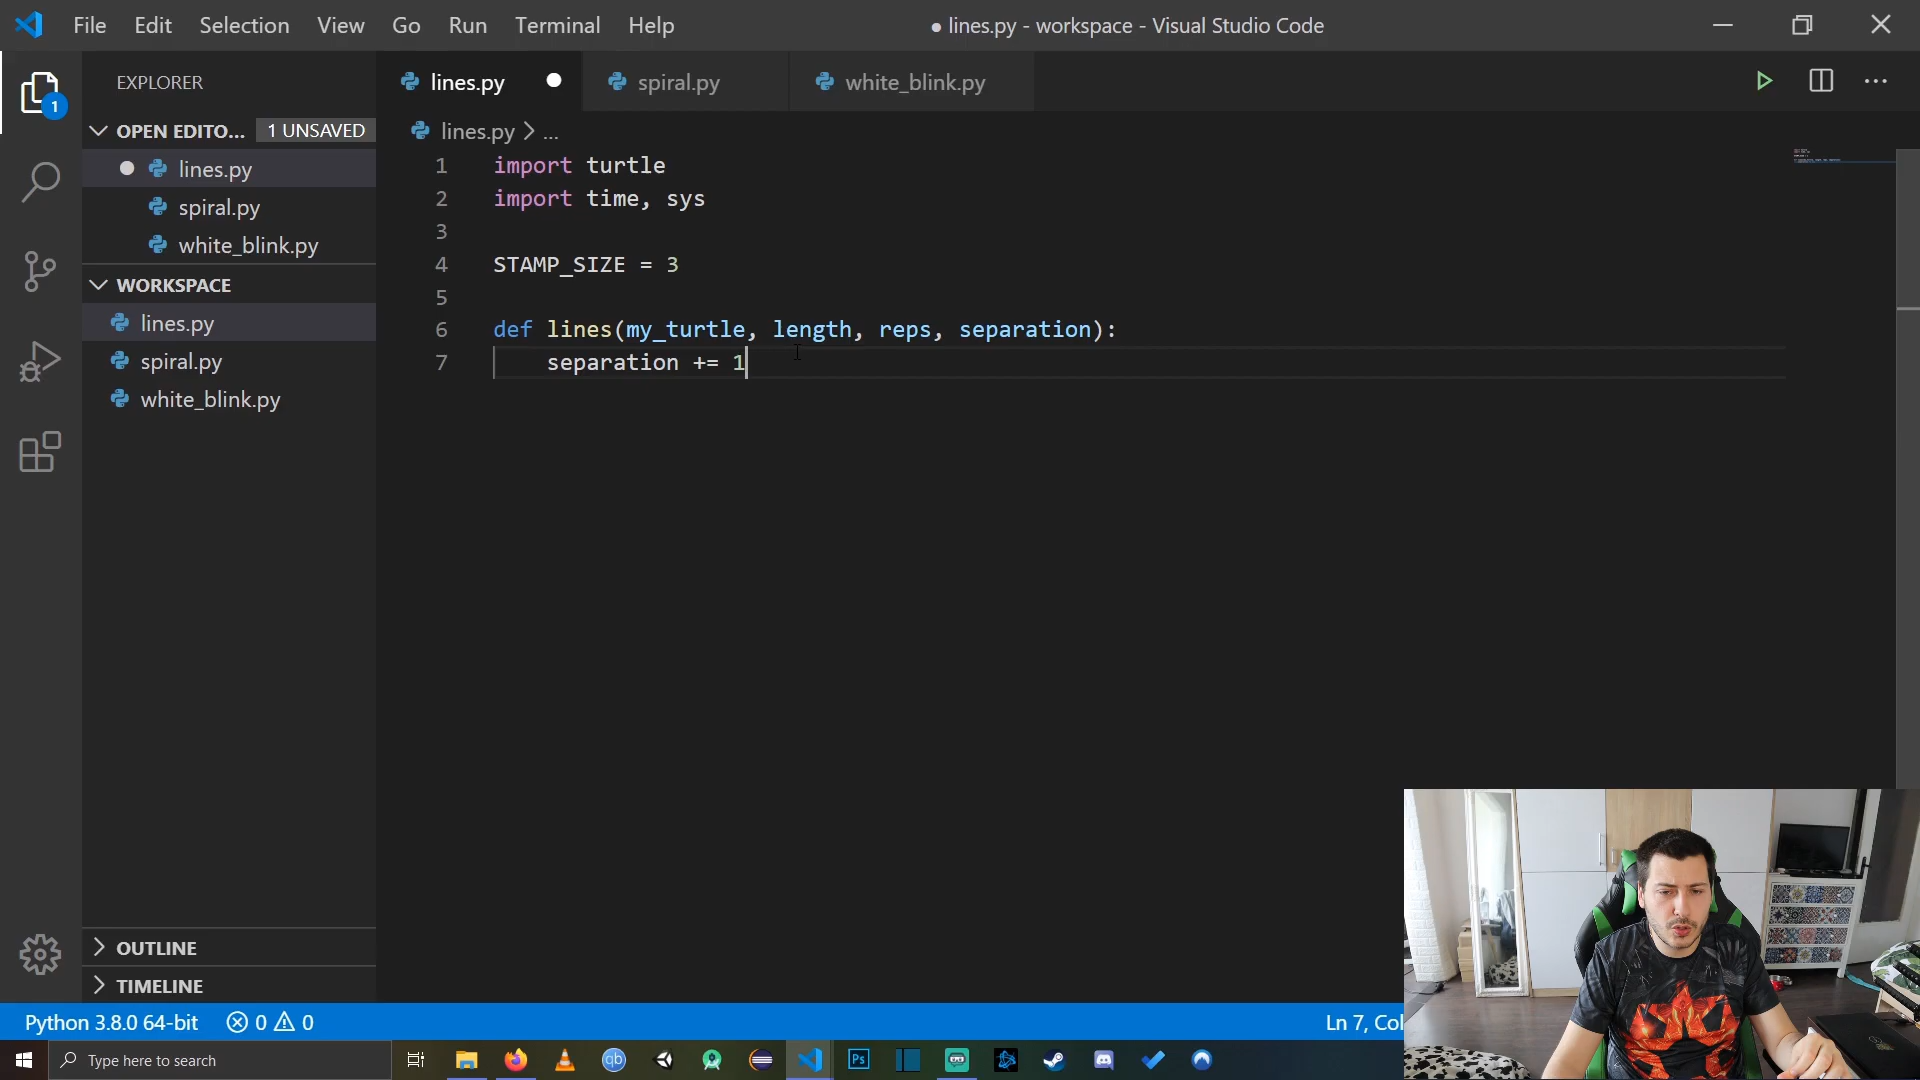 File Edit Selection View Go Run Terminal Help
● lines.py - workspace - Visual Studio Code
EXPLORER
1
OPEN EDITO... 1 UNSAVED
lines.py
spiral.py
white_blink.py
WORKSPACE
lines.py
spiral.py
white_blink.py
OUTLINE
TIMELINE
lines.py spiral.py white_blink.py
lines.py > ...
1 import turtle
2 import time, sys
3
4 STAMP_SIZE = 3
5
6 def lines(my_turtle, length, reps, separation):
7 separation += 1
Python 3.8.0 64-bit 0 0
Ln 7, Col
Type here to search
qb
Ps